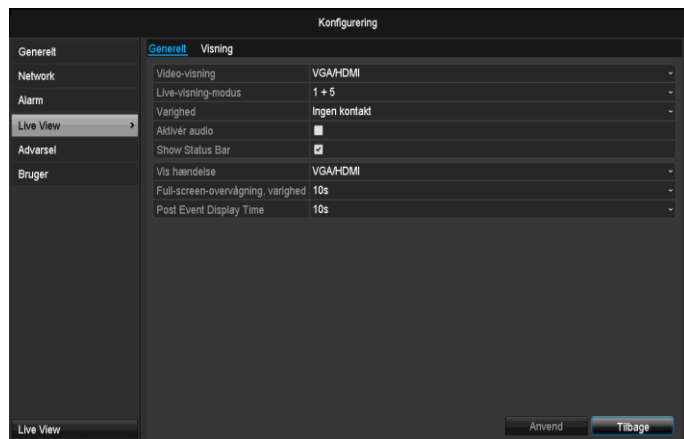 Konfigurering
Generelt
Network
Alarm
Live View
Advarsel
Bruger
Live View
Generelt Visning
Video-visning VGA/HDMI
Live-visning-modus 1 + 5
Varighed Ingen kontakt
Aktivér audio
Show Status Bar
Vis hændelse VGA/HDMI
Full-screen-overvågning, varighed 10s
Post Event Display Time 10s
Anvend Tilbage